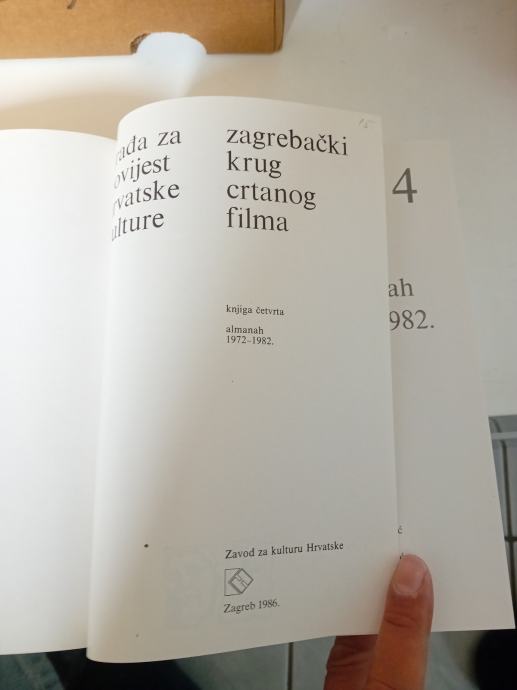 rađa za
ovijest
rvatske
ulture
zagrebački
krug
crtanog
filma
knjiga četvrta
almanah
1972–1982.
Zavod za kulturu Hrvatske
Zagreb 1986.
15
4
ah
982.